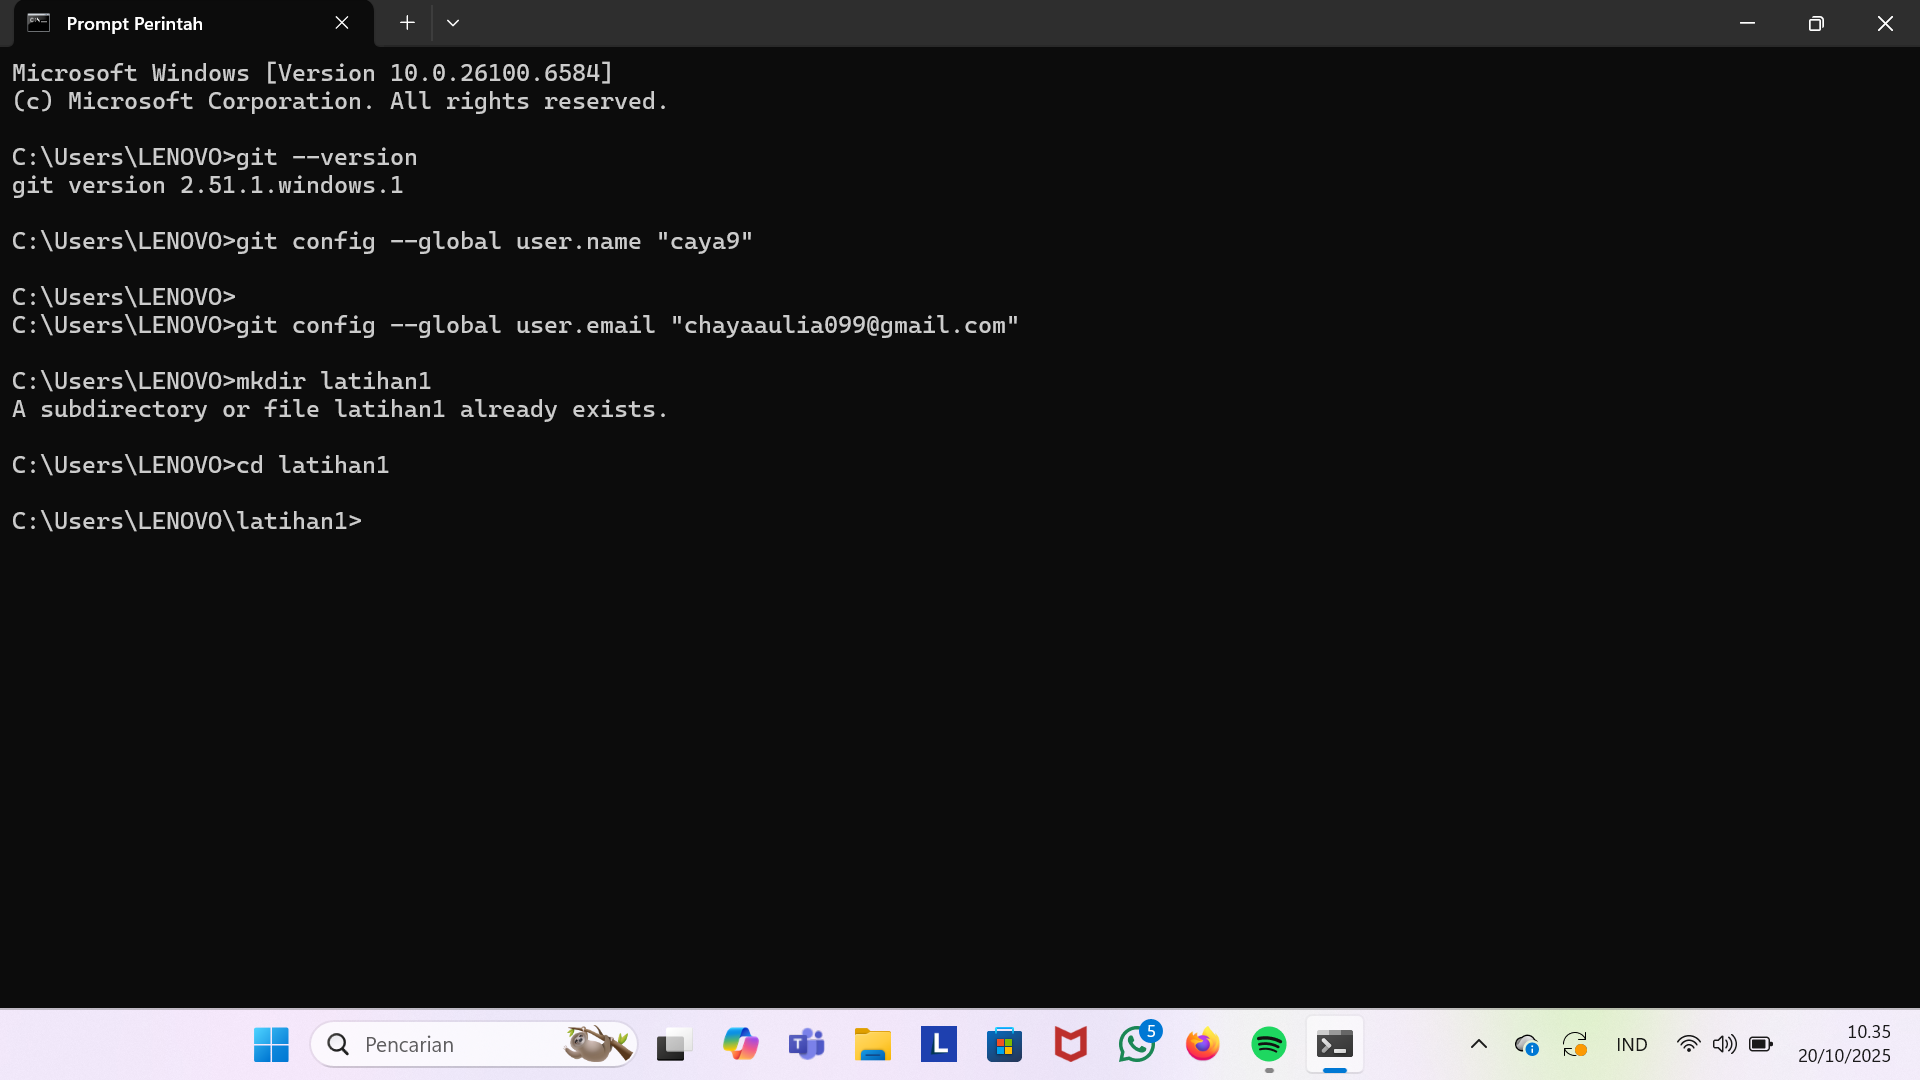 Prompt Perintah
Microsoft Windows [Version 10.0.26100.6584]
(c) Microsoft Corporation. All rights reserved.
C:\Users\LENOVO>git --version
git version 2.51.1.windows.1
C:\Users\LENOVO>git config --global user.name "caya9"
C:\Users\LENOVO>
C:\Users\LENOVO>git config --global user.email "chayaaulia099@gmail.com"
C:\Users\LENOVO>mkdir latihan1
A subdirectory or file latihan1 already exists.
C:\Users\LENOVO>cd latihan1
C:\Users\LENOVO\latihan1>
Pencarian
L
5
IND
10.35
20/10/2025